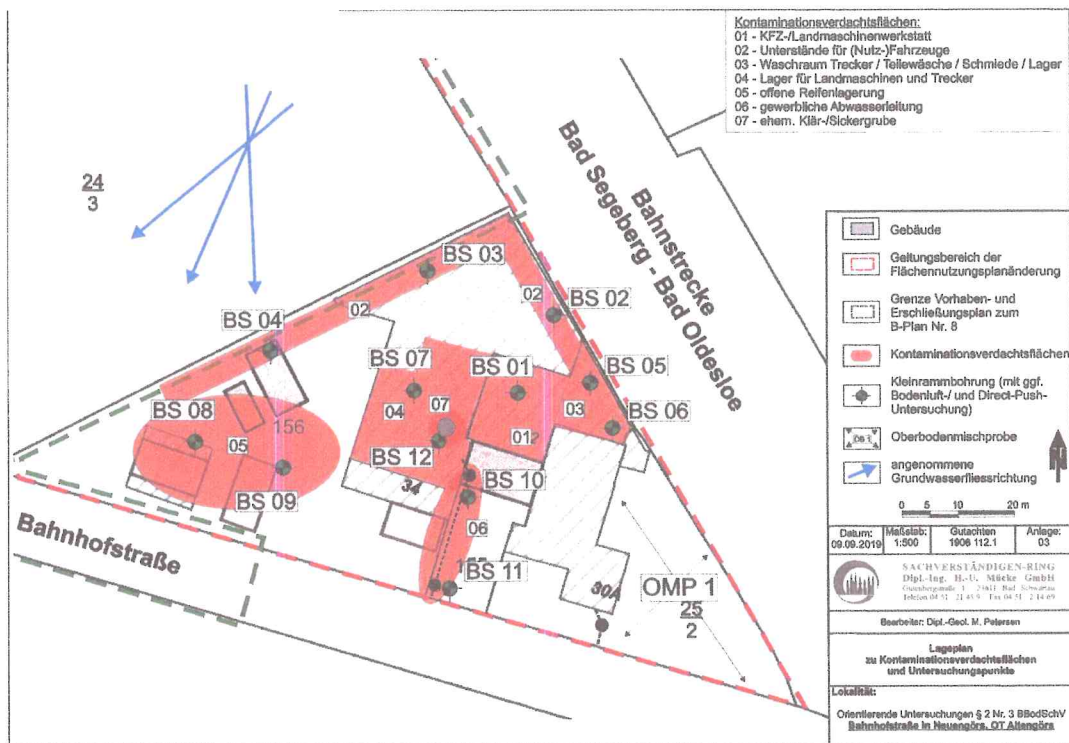 Kontaminationsverdachtsflächen:
01 - KFZ-/Landmaschinenwerkstatt
02 - Unterstände für (Nutz-)Fahrzeuge
03 - Waschraum Trecker / Teilewäsche / Schmiede / Lager
04 - Lager für Landmaschinen und Trecker
05 - offene Reifenlagerung
06 - gewerbliche Abwasserleitung
07 - ehem. Klär-/Sickergrube
24
3
Bahnstrecke
Bad Segeberg - Bad Oldesloe
BS 03
02
02
BS 02
BS 04
BS 07
BS 01
BS 05
04
07
03
BS 06
BS 08
156
05
01
BS 12
BS 09
BS 10
34
06
BS 11
30A
OMP 1
25
2
Bahnhofstraße
Gebäude
Geltungsbereich der
Flächennutzungsplanänderung
Grenze Vorhaben- und
Erschließungsplan zum
B-Plan Nr. 8
Kontaminationsverdachtsflächen
Kleinrammbohrung (mit ggf.
Bodenluft-/ und Direct-Push-
Untersuchung)
Oberbodenmischprobe
angenommene
Grundwasserfliessrichtung
N
0 5 10 20 m
Datum: Maßstab: Gutachten Anlage:
09.09.2019 1:500 1906 112.1 03
SACHVERSTÄNDIGEN-RING
Dipl.-Ing. H.-U. Mücke GmbH
Bearbeiter: Dipl.-Geol. M. Petersen
Lageplan
zu Kontaminationsverdachtsflächen
und Untersuchungspunkte
Lokalität:
Orientierende Untersuchungen § 2 Nr. 3 BBodSchV
Bahnhofstraße in Neuengörs, OT Altengörs